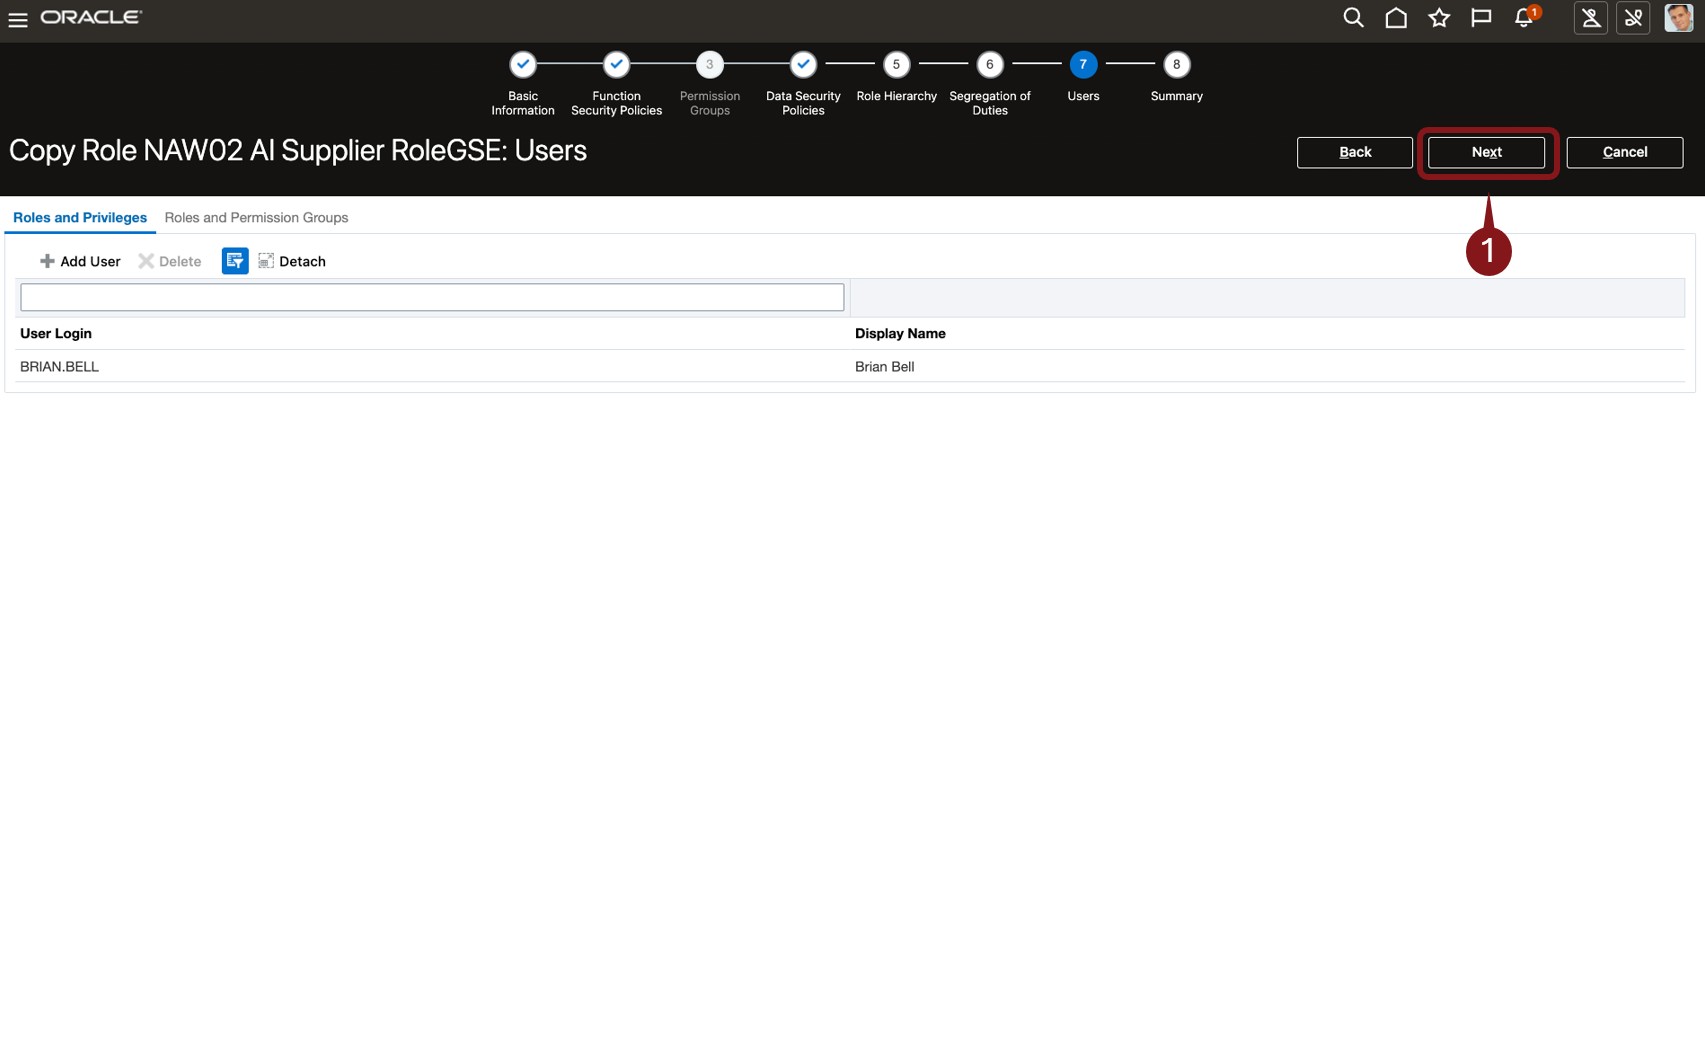 ORACLE
1
3
5
6
7
8
Basic
Information
Function
Security Policies
Permission
Groups
Data Security
Policies
Role Hierarchy
Segregation of
Duties
Users
Summary
Copy Role NAW02 AI Supplier RoleGSE: Users
Back
Next
Cancel
1
Roles and Privileges
Roles and Permission Groups
Add User
Delete
Detach
User Login
Display Name
BRIAN.BELL
Brian Bell